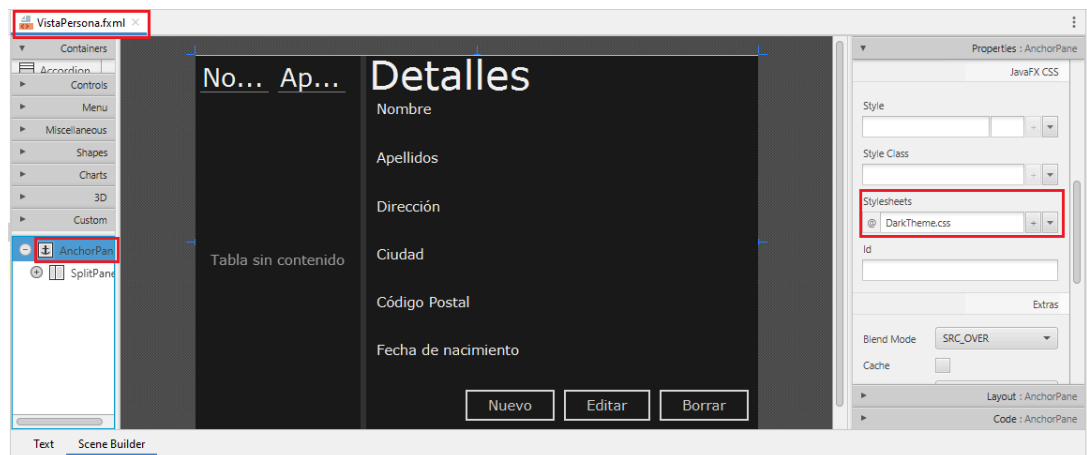 VistaPersona.fxml
Containers
Accordion
Controls
Menu
Miscellaneous
Shapes
Charts
3D
Custom
AnchorPan
SplitPane
No... Ap...
Tabla sin contenido
Detalles
Nombre
Apellidos
Dirección
Ciudad
Código Postal
Fecha de nacimiento
Nuevo Editar Borrar
Properties : AnchorPane
JavaFX CSS
Style
Style Class
Stylesheets
@ DarkTheme.css
Id
Extras
Blend Mode SRC_OVER
Cache
Layout : AnchorPane
Code : AnchorPane
Text Scene Builder